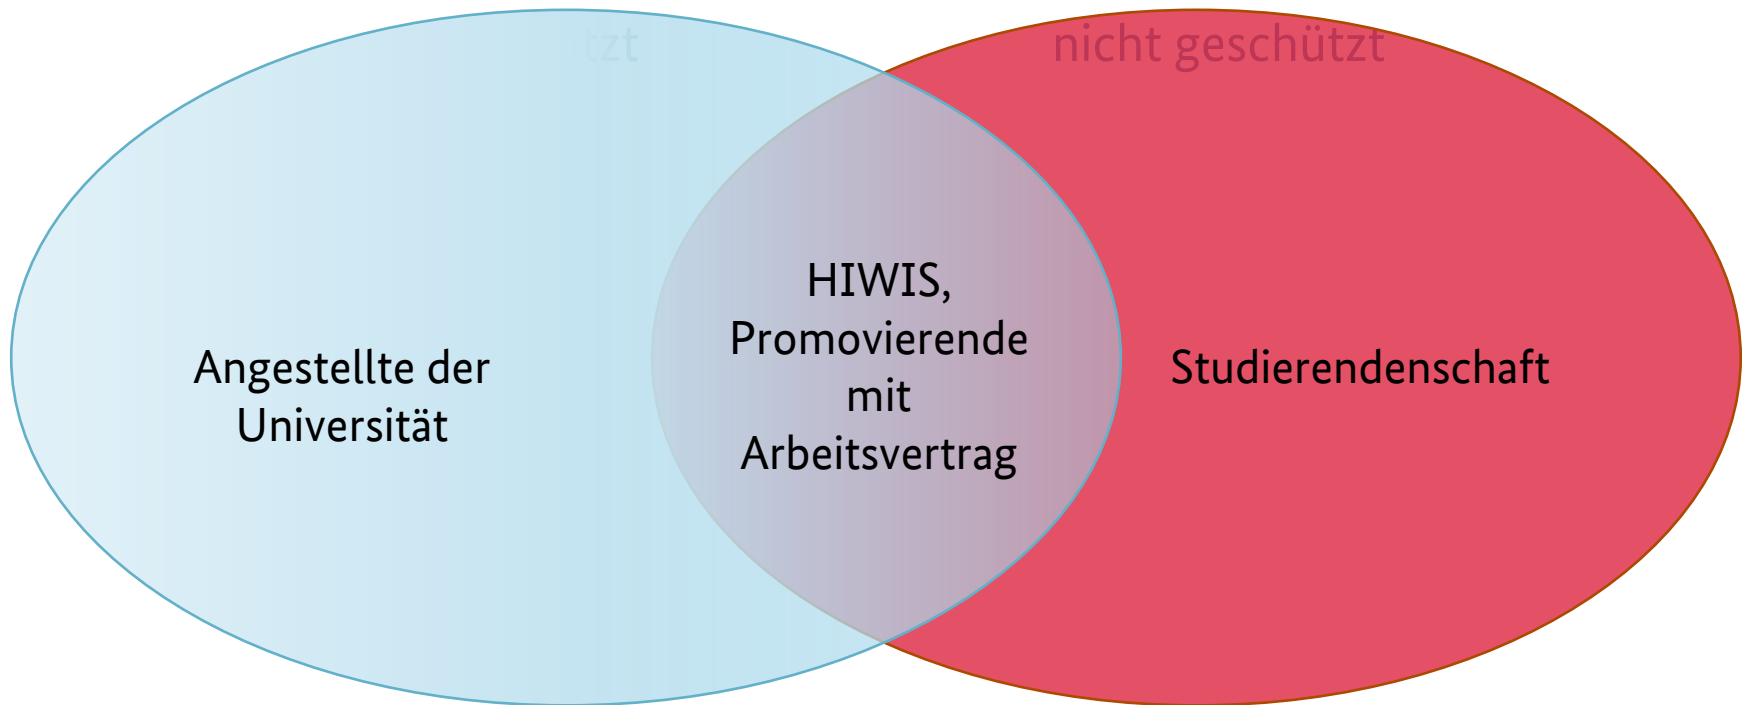 nicht geschützt
HIWIS,
Promovierende
mit
Arbeitsvertrag
Angestellte der
Universität
Studierendenschaft